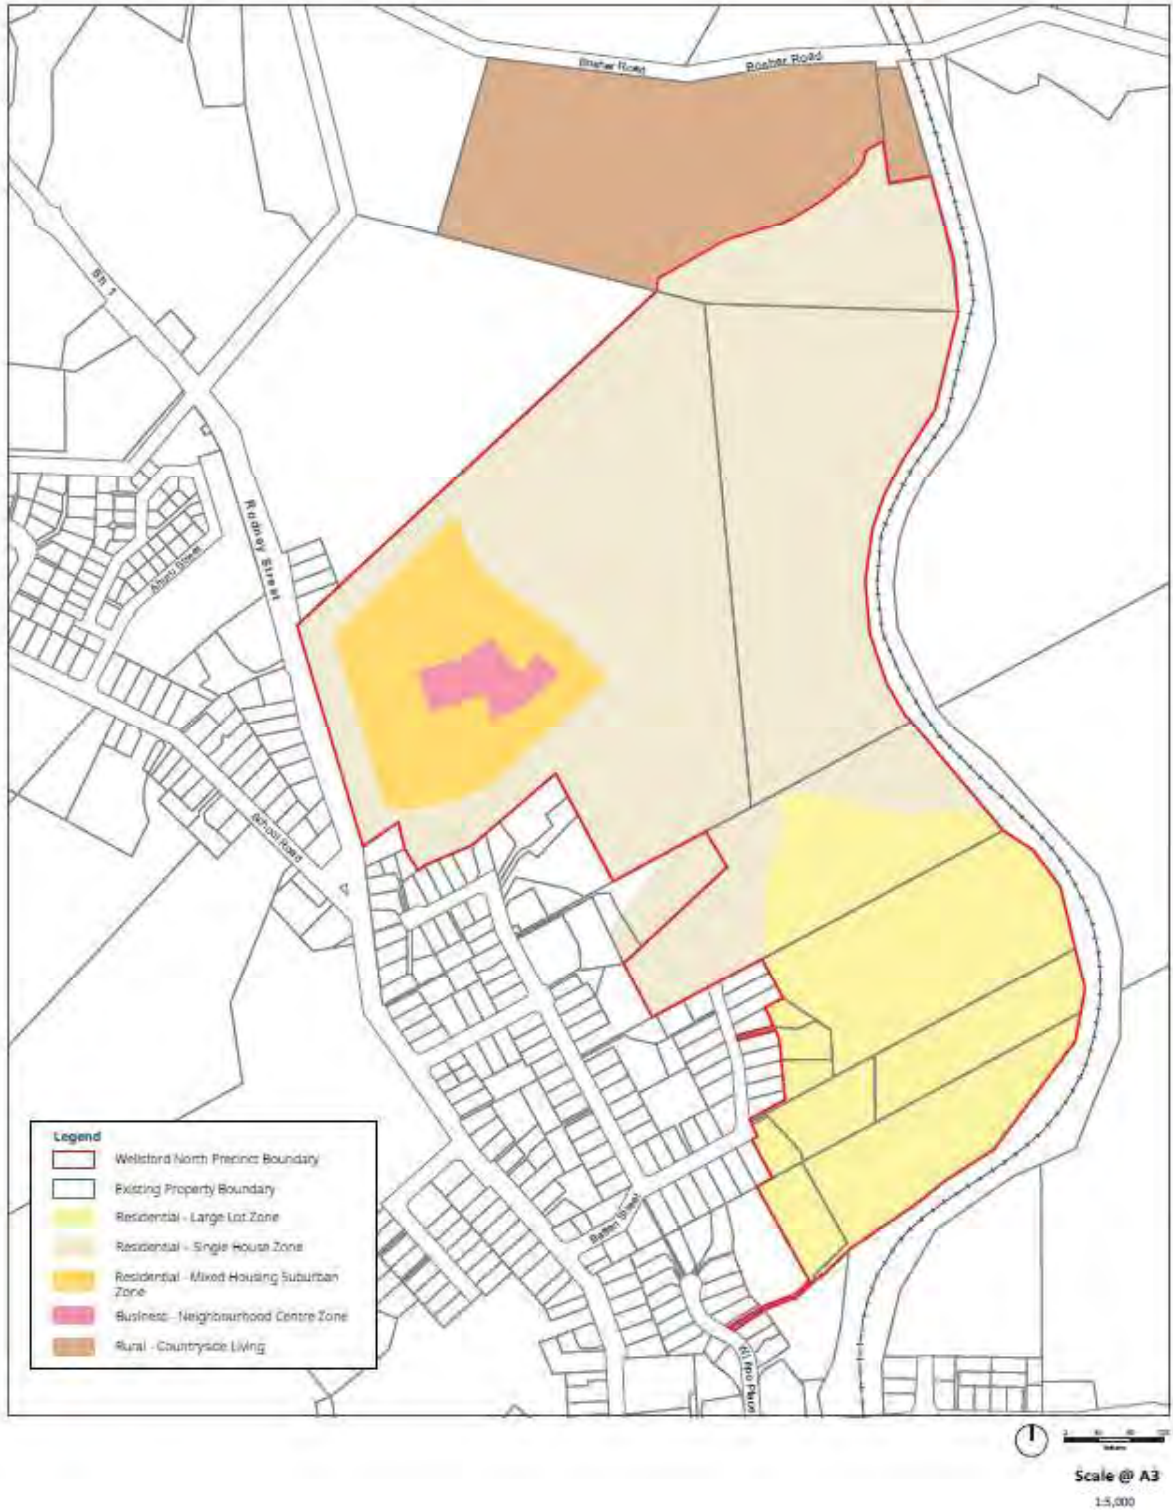 Bosher Road
Bosher Road
SH 1
Rodney Street
School Road
Batten Street
Legend
Wellsford North Precinct Boundary
Existing Property Boundary
Residential - Large Lot Zone
Residential - Single House Zone
Residential - Mixed Housing Suburban
Zone
Business - Neighbourhood Centre Zone
Rural - Countryside Living
Scale @ A3
1:5,000